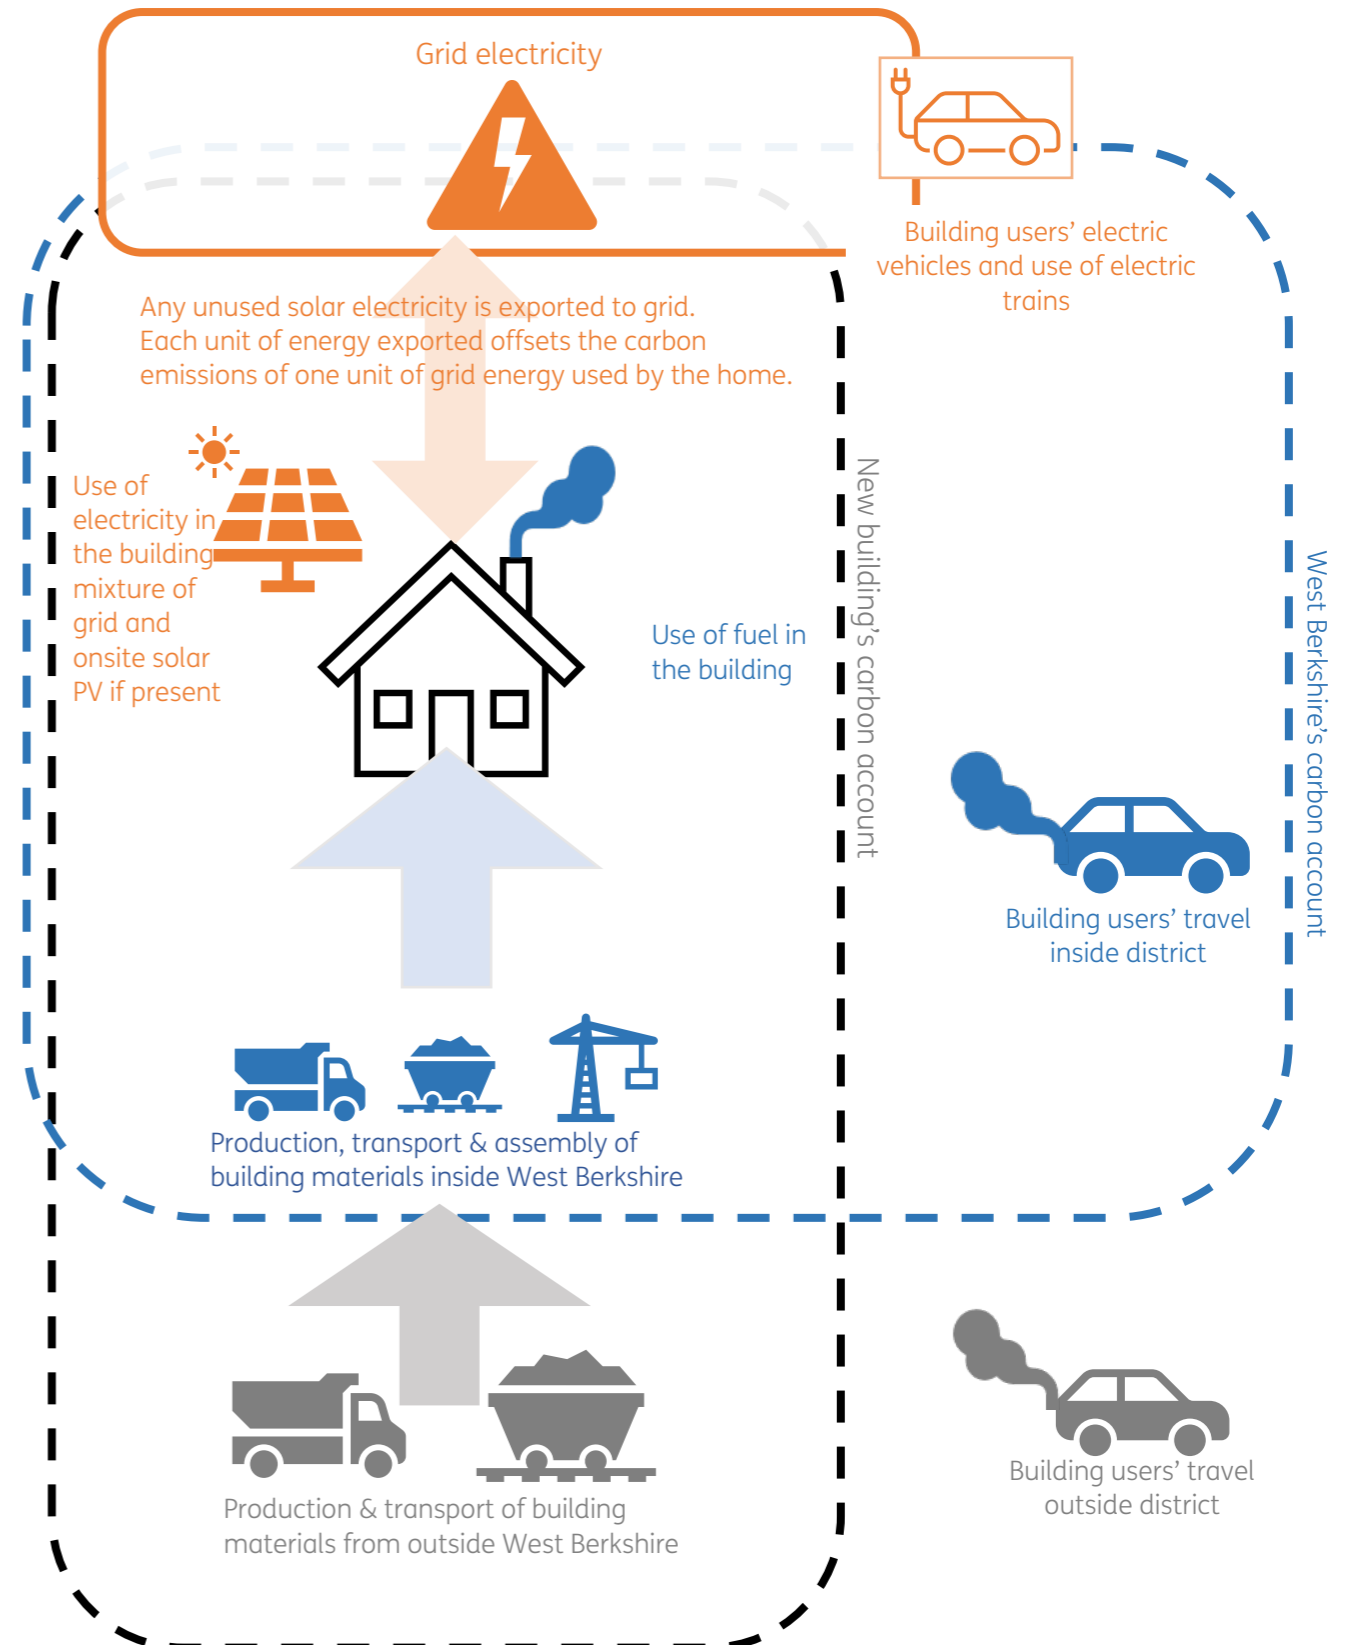 Grid electricity
Building users’ electric
vehicles and use of electric
trains
Any unused solar electricity is exported to grid.
Each unit of energy exported offsets the carbon
emissions of one unit of grid energy used by the home.
Use of
electricity in
the building
mixture of
grid and
onsite solar
PV if present
Use of fuel in
the building
New building’s carbon account
West Berkshire’s carbon account
Building users’ travel
inside district
Production, transport & assembly of
building materials inside West Berkshire
Building users’ travel
outside district
Production & transport of building
materials from outside West Berkshire